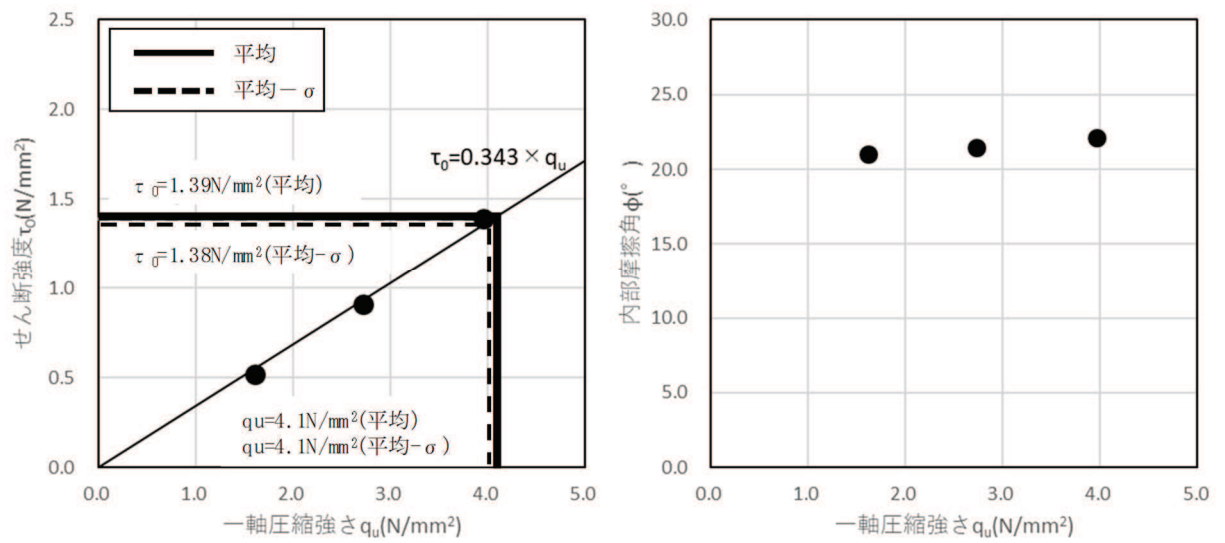 2.5
2.0
1.5
1.0
0.5
0.0
せん断強度τ₀(N/mm²)
平均
平均－σ
τ₀=0.343×qᵤ
τ₀=1.39N/mm²(平均)
τ₀=1.38N/mm²(平均-σ)
qu=4.1N/mm²(平均)
qu=4.1N/mm²(平均-σ)
0.0 1.0 2.0 3.0 4.0 5.0
一軸圧縮強さqᵤ(N/mm²)
30.0
25.0
20.0
15.0
10.0
5.0
0.0
内部摩擦角ϕ(°)
0.0 1.0 2.0 3.0 4.0 5.0
一軸圧縮強さqᵤ(N/mm²)